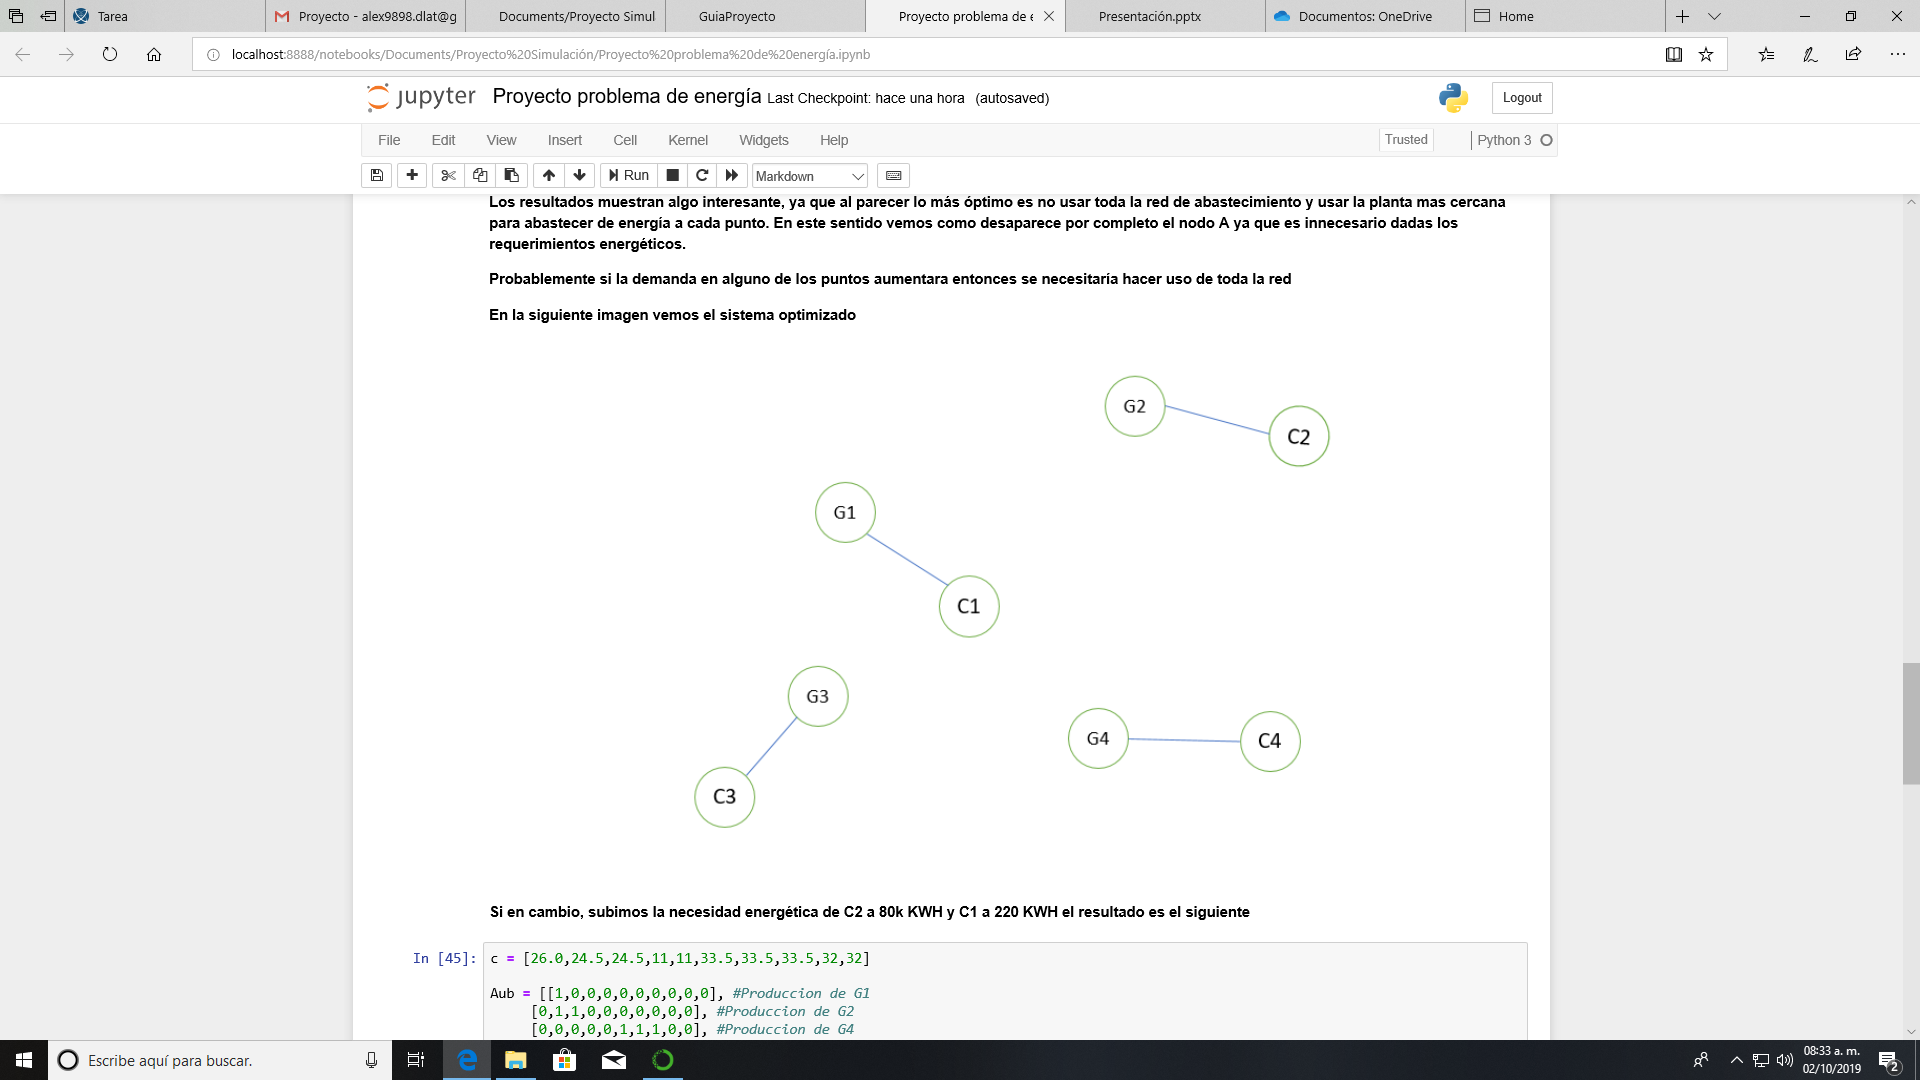 Tarea
Proyecto - alex9898.dlat@g
Documents/Proyecto Simul
GuiaProyecto
Proyecto problema de e
Presentación.pptx
Documentos: OneDrive
Home
localhost:8888/notebooks/Documents/Proyecto%20Simulación/Proyecto%20problema%20de%20energía.ipynb
jupyter Proyecto problema de energía Last Checkpoint: hace una hora (autosaved)
Logout
File Edit View Insert Cell Kernel Widgets Help
Trusted
Python 3
Run
Markdown
Los resultados muestran algo interesante, ya que al parecer lo más óptimo es no usar toda la red de abastecimiento y usar la planta mas cercana
para abastecer de energía a cada punto. En este sentido vemos como desaparece por completo el nodo A ya que es innecesario dadas los
requerimientos energéticos.
Probablemente si la demanda en alguno de los puntos aumentara entonces se necesitaría hacer uso de toda la red
En la siguiente imagen vemos el sistema optimizado
G2
C2
G1
C1
G3
G4
C4
C3
Si en cambio, subimos la necesidad energética de C2 a 80k KWH y C1 a 220 KWH el resultado es el siguiente
In [45]: c = [26.0,24.5,24.5,11,11,33.5,33.5,33.5,32,32]
Aub = [[1,0,0,0,0,0,0,0,0,0], #Produccion de G1
[0,1,1,0,0,0,0,0,0,0], #Produccion de G2
[0,0,0,0,0,1,1,1,0,0], #Produccion de G4
Escribe aquí para buscar.
08:33 a. m.
02/10/2019
2